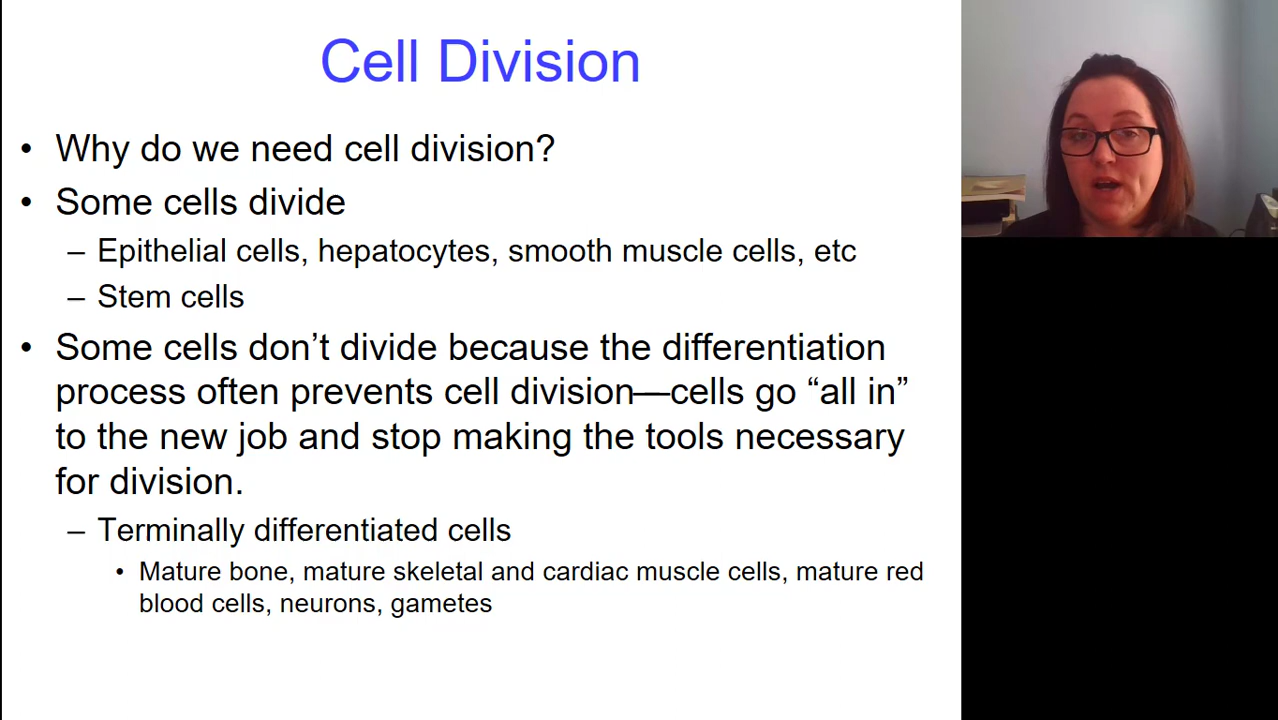 Cell Division
• Why do we need cell division?
• Some cells divide
– Epithelial cells, hepatocytes, smooth muscle cells, etc
– Stem cells
• Some cells don’t divide because the differentiation
process often prevents cell division—cells go “all in”
to the new job and stop making the tools necessary
for division.
– Terminally differentiated cells
• Mature bone, mature skeletal and cardiac muscle cells, mature red
blood cells, neurons, gametes